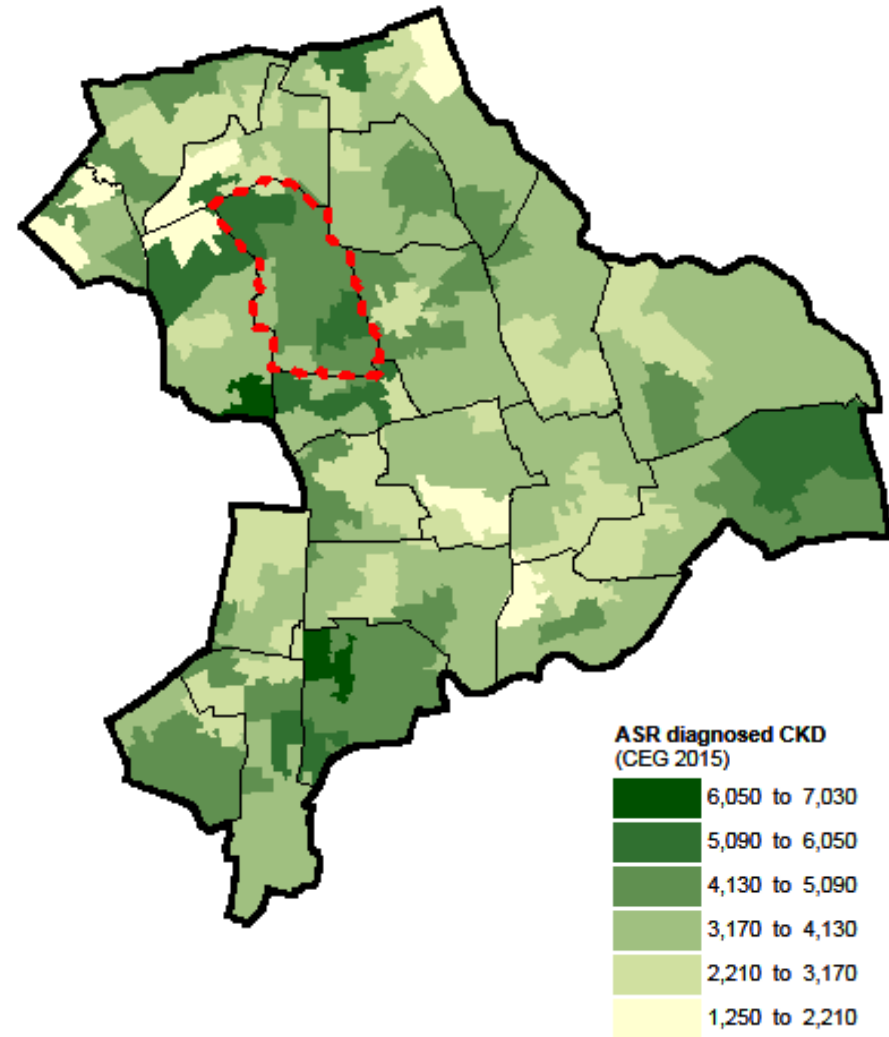 ASR diagnosed CKD
(CEG 2015)
6,050 to 7,030
5,090 to 6,050
4,130 to 5,090
3,170 to 4,130
2,210 to 3,170
1,250 to 2,210